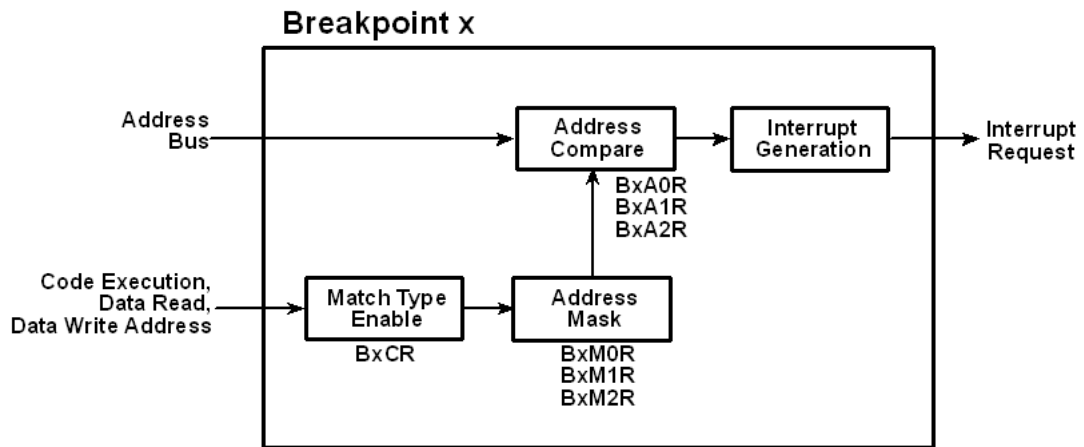 Breakpoint x
Address
Bus
Address
Compare
Interrupt
Generation
Interrupt
Request
BxA0R
BxA1R
BxA2R
Code Execution,
Data Read,
Data Write Address
Match Type
Enable
Address
Mask
BxCR
BxM0R
BxM1R
BxM2R